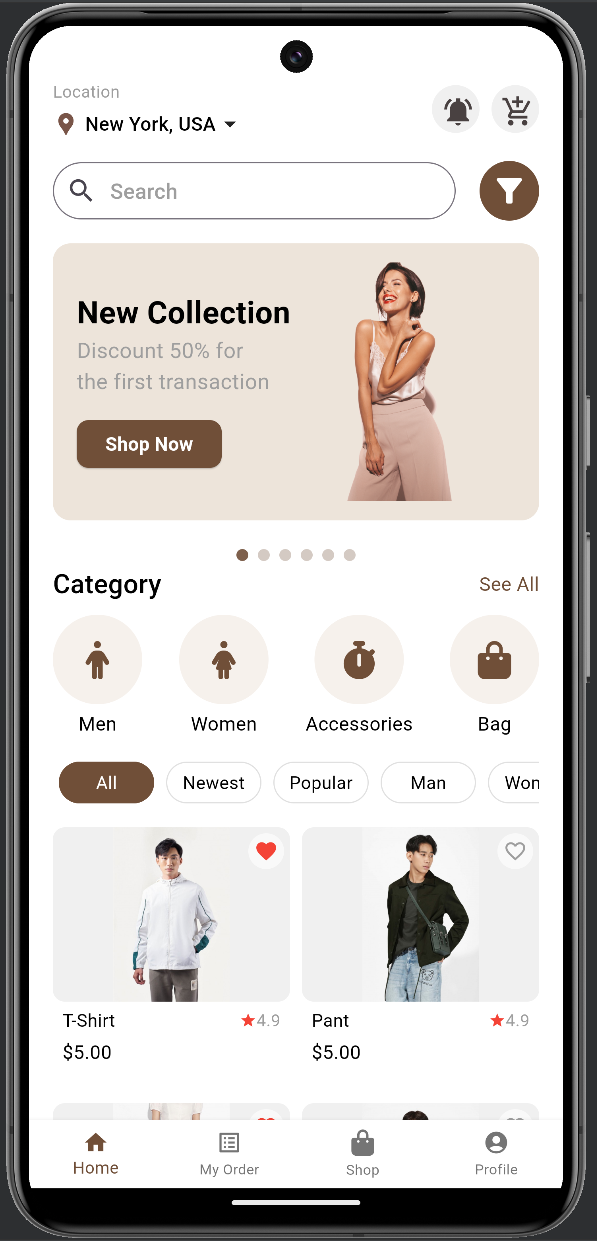 Location
New York, USA
Search
New Collection
Discount 50% for
the first transaction
Shop Now
Category
See All
Men
Women
Accessories
Bag
All
Newest
Popular
Man
Won
T-Shirt
4.9
$5.00
Pant
4.9
$5.00
Home
My Order
Shop
Profile